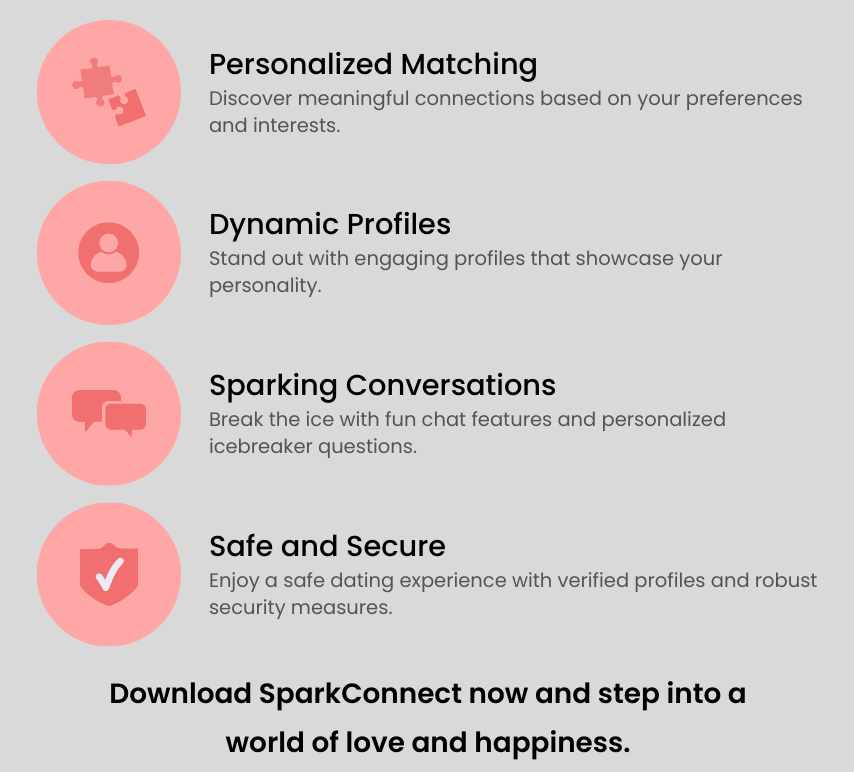 Personalized Matching
Discover meaningful connections based on your preferences
and interests.
Dynamic Profiles
Stand out with engaging profiles that showcase your
personality.
Sparking Conversations
Break the ice with fun chat features and personalized
icebreaker questions.
Safe and Secure
Enjoy a safe dating experience with verified profiles and robust
security measures.
Download SparkConnect now and step into a
world of love and happiness.